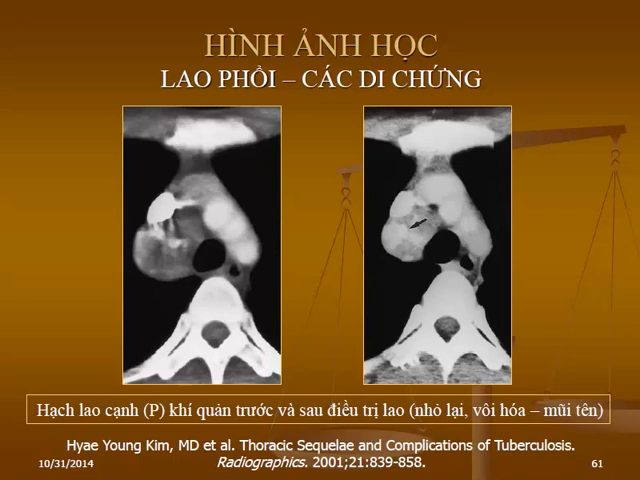 HÌNH ẢNH HỌC
LAO PHỔI – CÁC DI CHỨNG
Hạch lao cạnh (P) khí quản trước và sau điều trị lao (nhỏ lại, vôi hóa – mũi tên)
Hyae Young Kim, MD et al. Thoracic Sequelae and Complications of Tuberculosis.
10/31/2014 Radiographics. 2001;21:839-858. 61